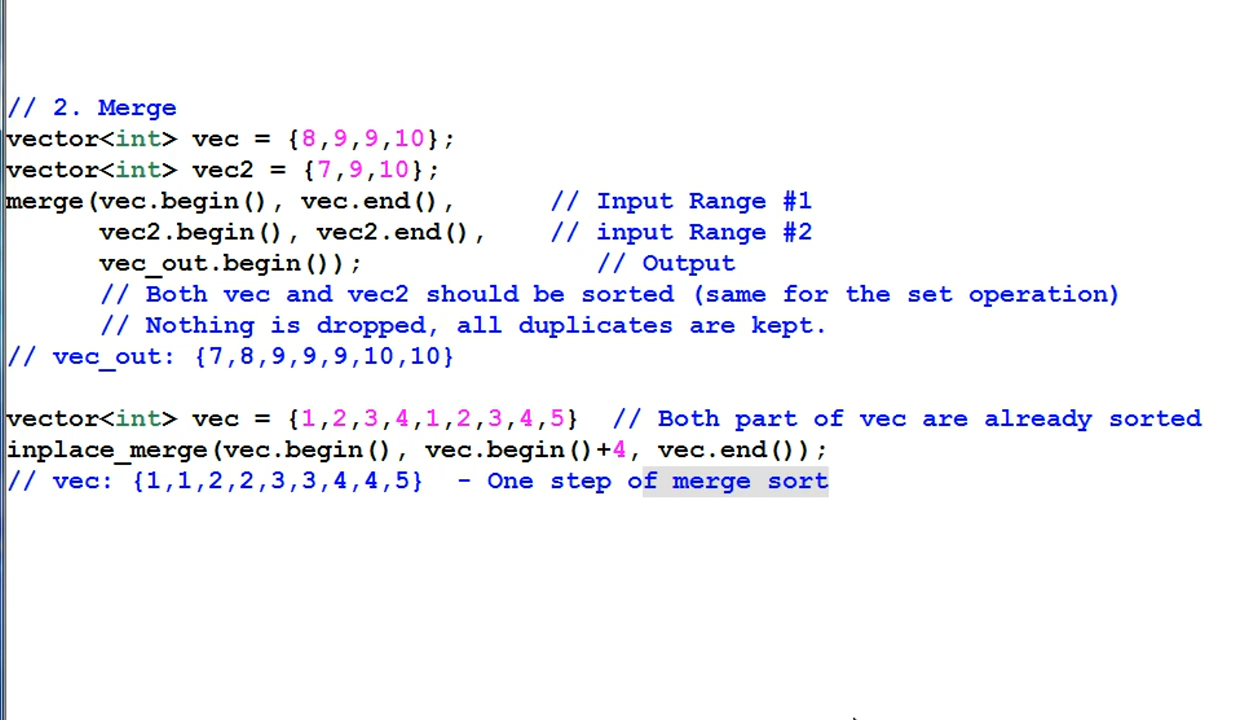 // 2. Merge
vector<int> vec = {8,9,9,10};
vector<int> vec2 = {7,9,10};
merge(vec.begin(), vec.end(),      // Input Range #1
      vec2.begin(), vec2.end(),    // input Range #2
      vec_out.begin());               // Output
      // Both vec and vec2 should be sorted (same for the set operation)
      // Nothing is dropped, all duplicates are kept.
// vec_out: {7,8,9,9,9,10,10}
vector<int> vec = {1,2,3,4,1,2,3,4,5}  // Both part of vec are already sorted
inplace_merge(vec.begin(), vec.begin()+4, vec.end());
// vec: {1,1,2,2,3,3,4,4,5}  - One step of merge sort